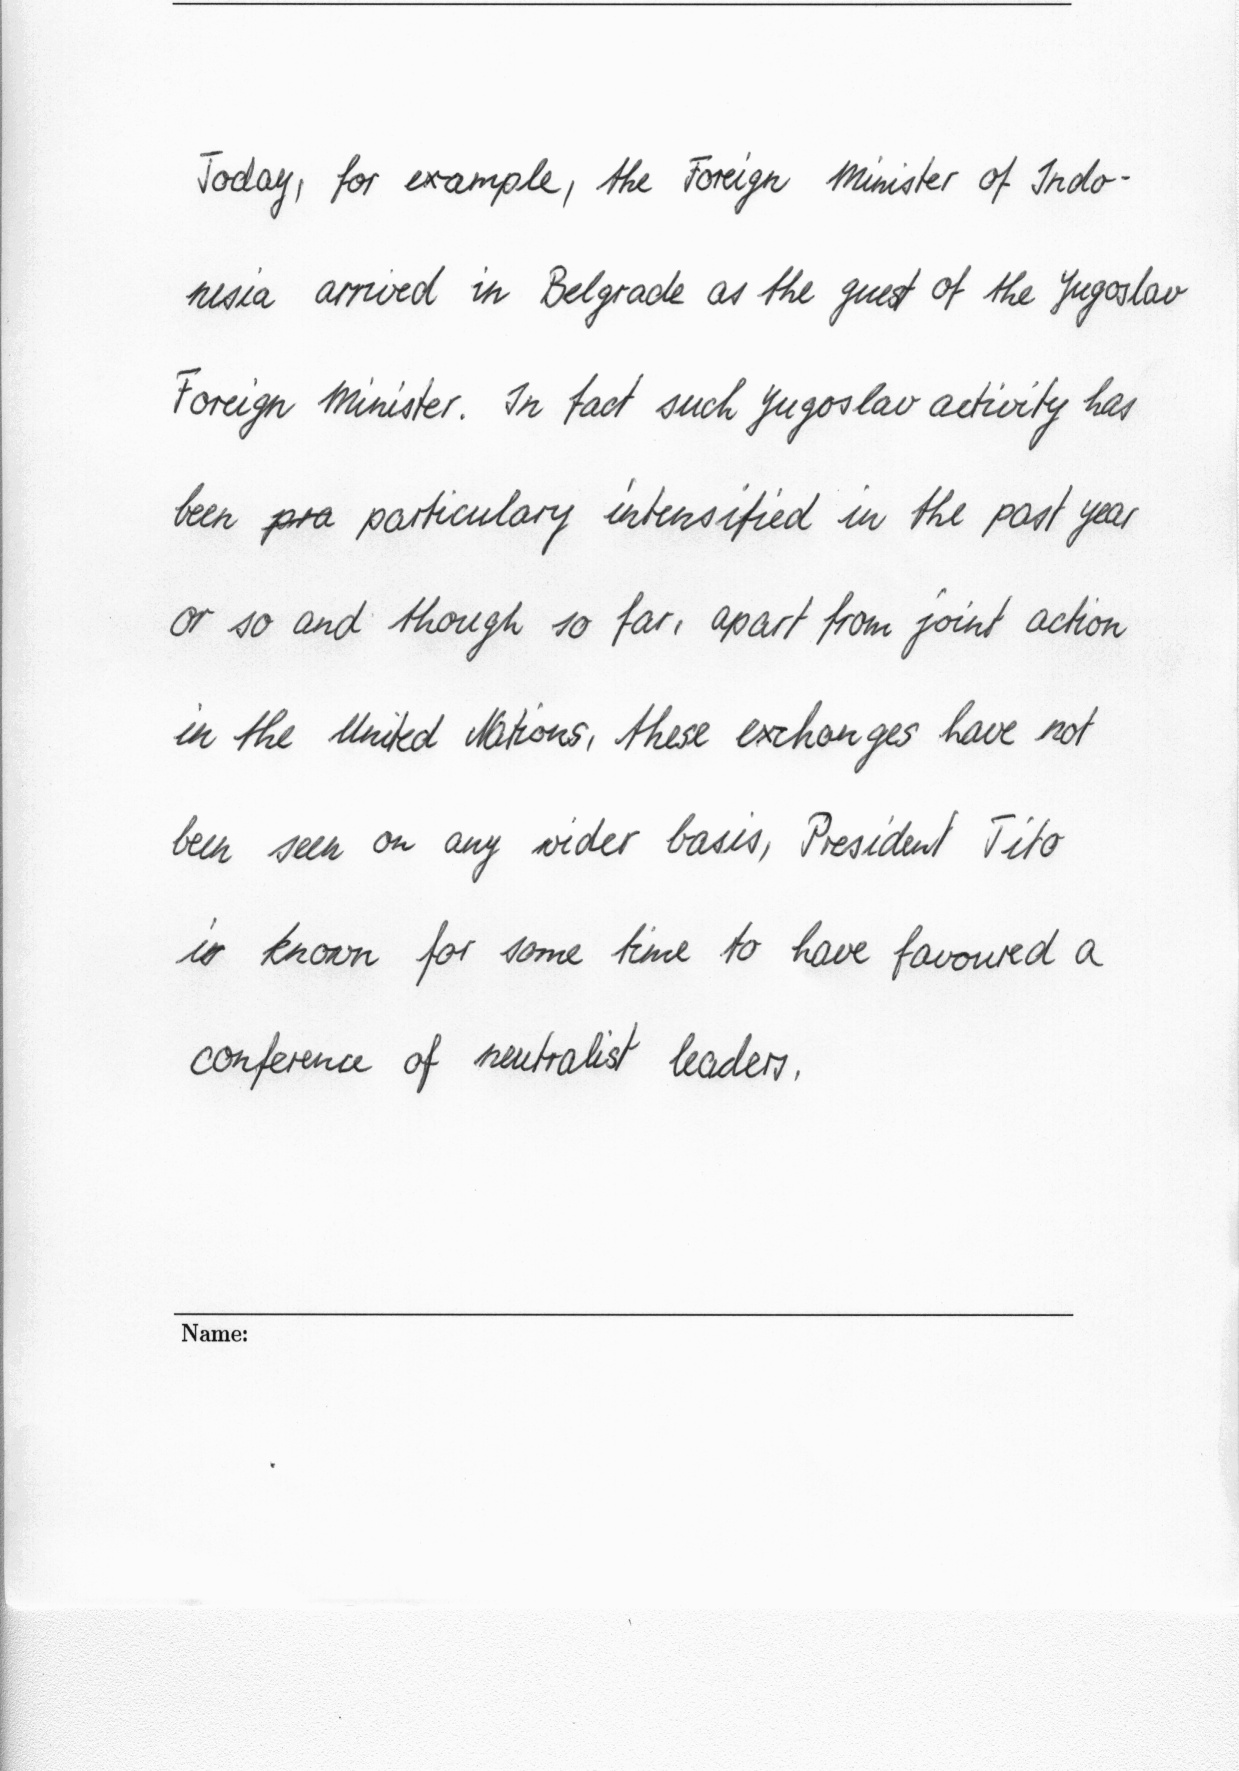 Today, for example, the Foreign Minister of Indo-
nesia arrived in Belgrade as the guest of the Yugoslav
Foreign Minister. In fact such Yugoslav activity has
been pra particulary intensified in the past year
or so and though so far, apart from joint action
in the United Nations, these exchanges have not
been seen on any wider basis, President Tito
is known for some time to have favoured a
conference of neutralist leaders.
Name: